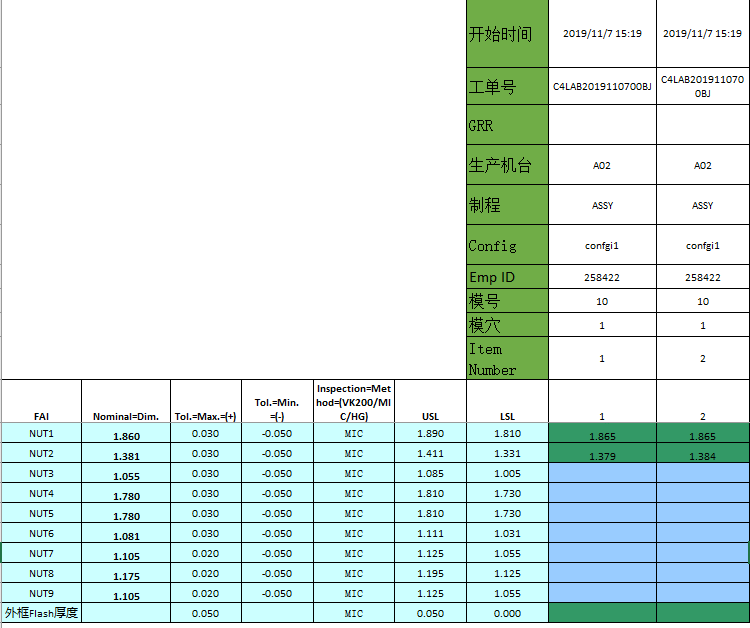 开始时间 2019/11/7 15:19 2019/11/7 15:19
工单号 C4LAB2019110700BJ C4LAB20191107000BJ
GRR
生产机台 A02 A02
制程 ASSY ASSY
Config confgi1 confgi1
Emp ID 258422 258422
模号 10 10
模穴 1 1
Item
Number 1 2
FAI Nominal=Dim. Tol.=Max.=(+) Tol.=Min.
=(-) Inspection=Met
hod=(VK200/MI
C/HG) USL LSL 1 2
NUT1 1.860 0.030 -0.050 MIC 1.890 1.810 1.865 1.865
NUT2 1.381 0.030 -0.050 MIC 1.411 1.331 1.379 1.384
NUT3 1.055 0.030 -0.050 MIC 1.085 1.005
NUT4 1.780 0.030 -0.050 MIC 1.810 1.730
NUT5 1.780 0.030 -0.050 MIC 1.810 1.730
NUT6 1.081 0.030 -0.050 MIC 1.111 1.031
NUT7 1.105 0.020 -0.050 MIC 1.125 1.055
NUT8 1.175 0.020 -0.050 MIC 1.195 1.125
NUT9 1.105 0.020 -0.050 MIC 1.125 1.055
外框Flash厚度 0.050 MIC 0.050 0.000